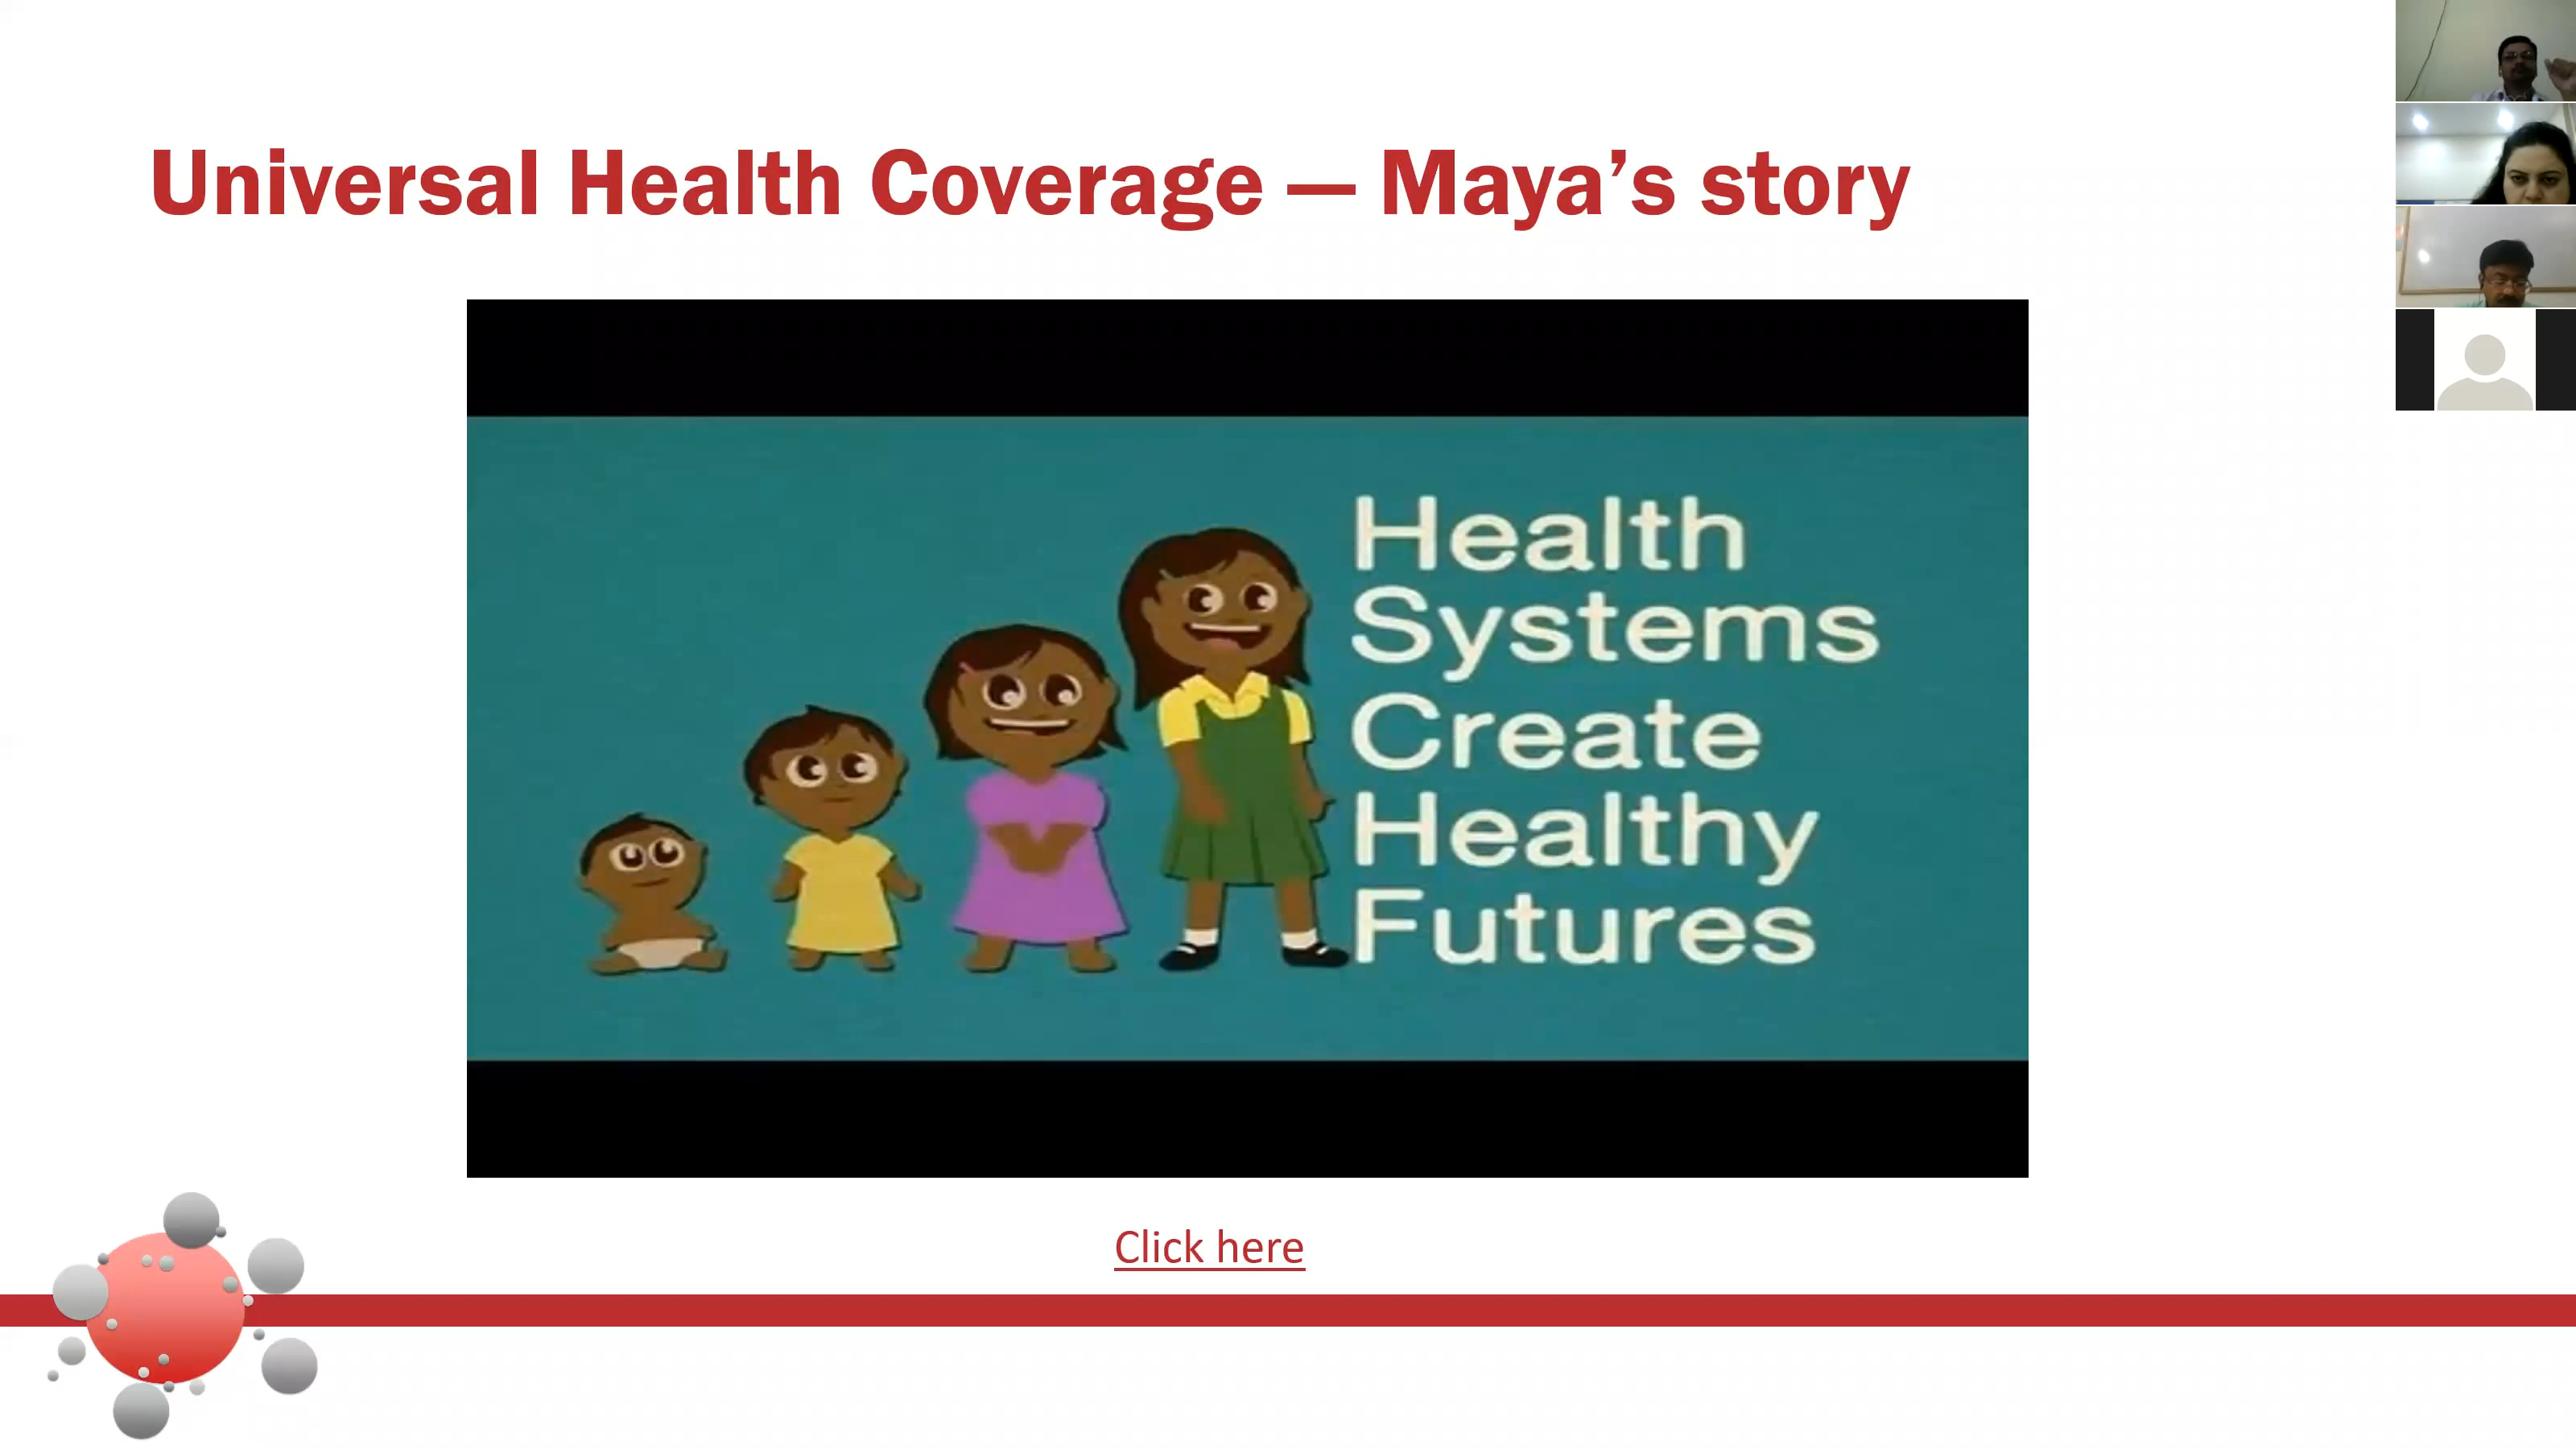 Universal Health Coverage — Maya’s story
Health
Systems
Create
Healthy
Futures
Click here